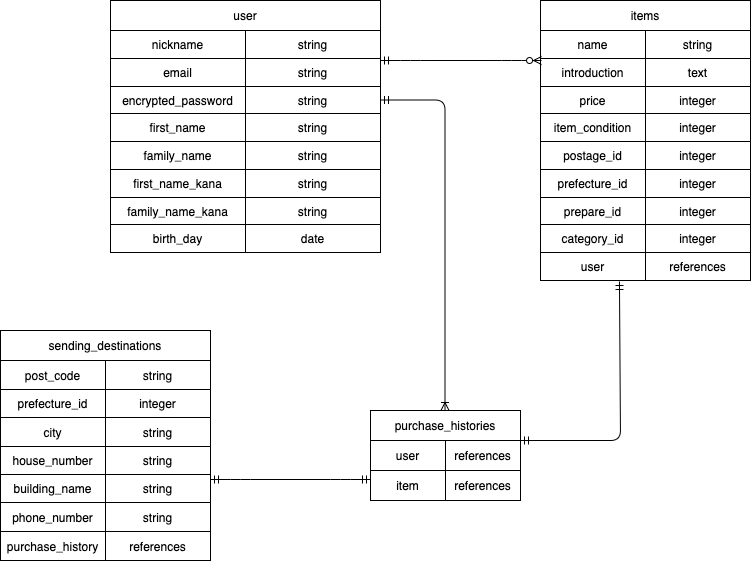 user
nickname string
email string
encrypted_password string
first_name string
family_name string
first_name_kana string
family_name_kana string
birth_day date
items
name string
introduction text
price integer
item_condition integer
postage_id integer
prefecture_id integer
prepare_id integer
category_id integer
user references
sending_destinations
post_code string
prefecture_id integer
city string
house_number string
building_name string
phone_number string
purchase_history references
purchase_histories
user references
item references